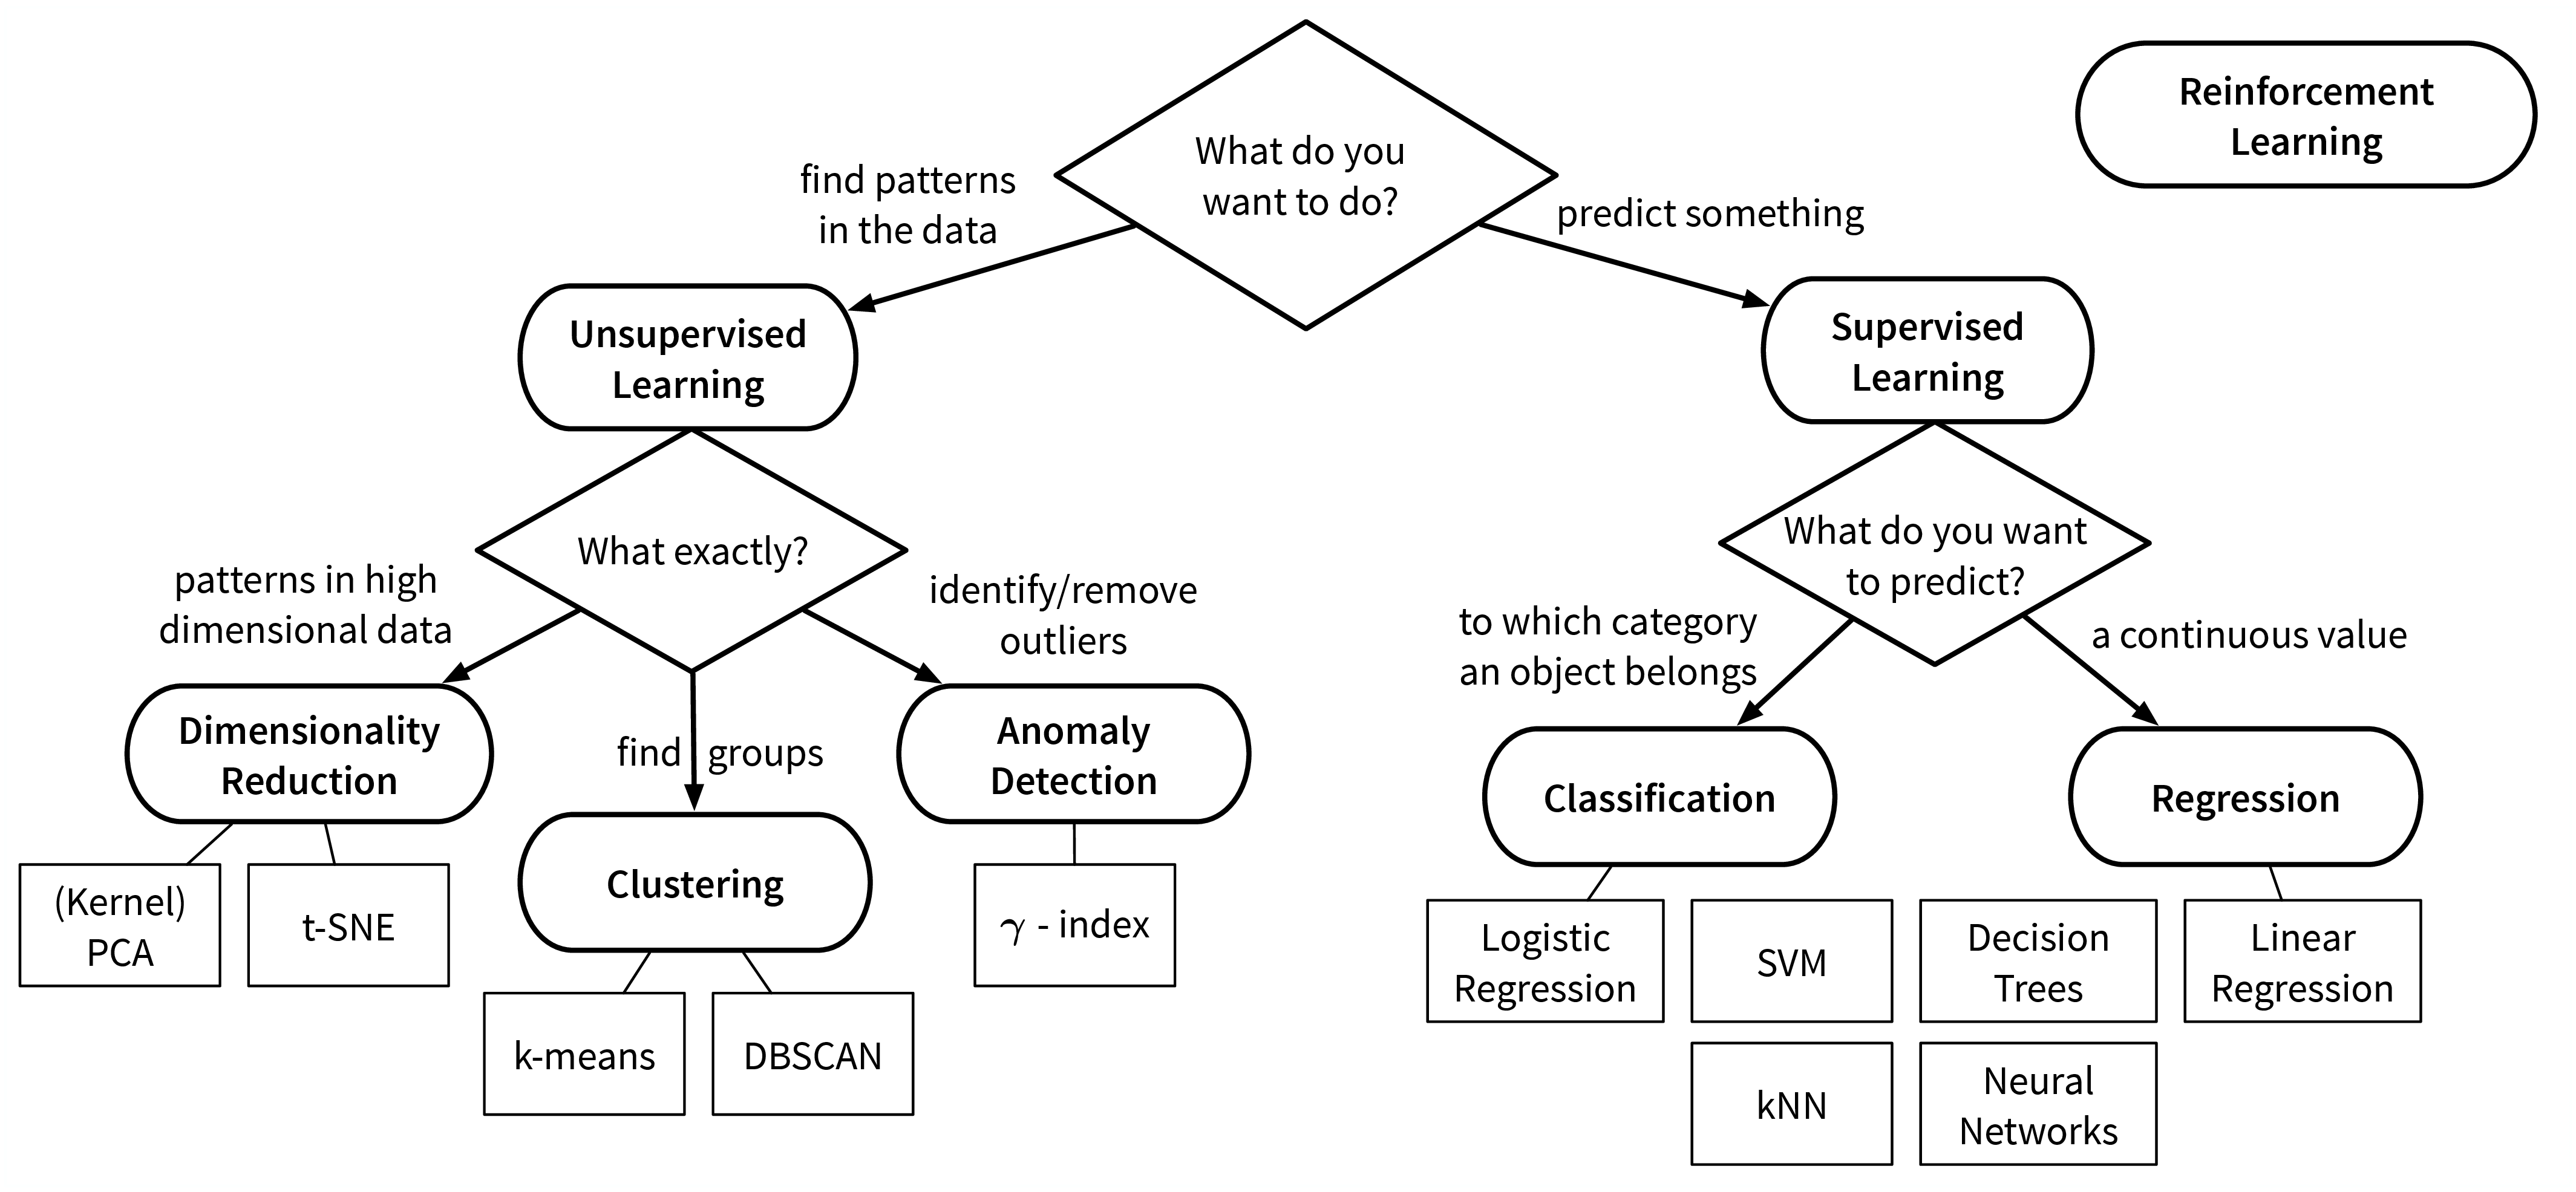 What do you
want to do?
Reinforcement
Learning
find patterns
in the data
predict something
Unsupervised
Learning
Supervised
Learning
What exactly?
What do you want
to predict?
patterns in high
dimensional data
identify/remove
outliers
to which category
an object belongs
a continuous value
Dimensionality
Reduction
find groups
Anomaly
Detection
Classification
Regression
Clustering
(Kernel)
PCA
t-SNE
γ - index
Logistic
Regression
SVM
Decision
Trees
Linear
Regression
k-means
DBSCAN
kNN
Neural
Networks